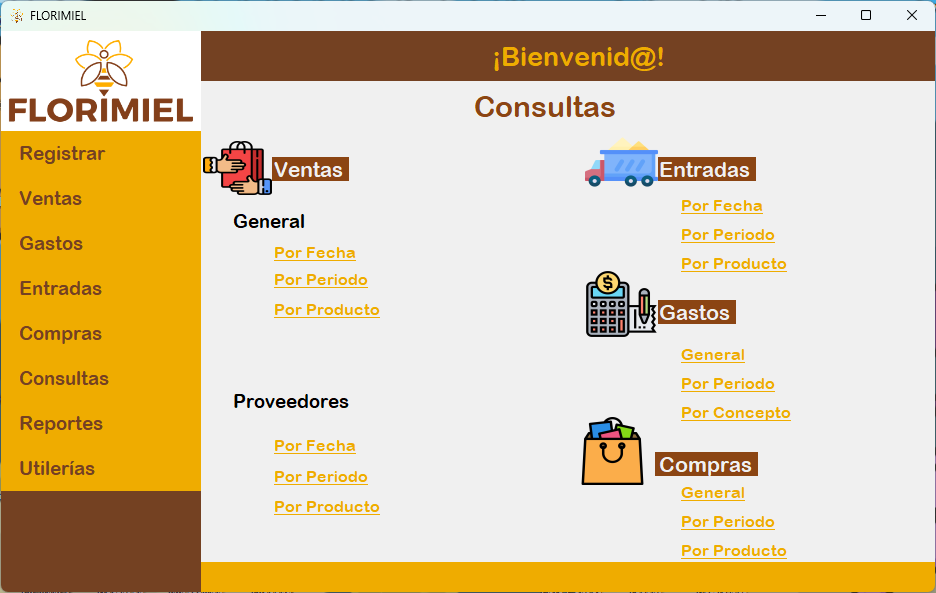 FLORIMIEL
¡Bienvenid@!
FLORIMIEL
Registrar
Ventas
Gastos
Entradas
Compras
Consultas
Reportes
Utilerías
Consultas
Ventas
General
Por Fecha
Por Periodo
Por Producto
Proveedores
Por Fecha
Por Periodo
Por Producto
Entradas
Por Fecha
Por Periodo
Por Producto
$
Gastos
General
Por Periodo
Por Concepto
Compras
General
Por Periodo
Por Producto